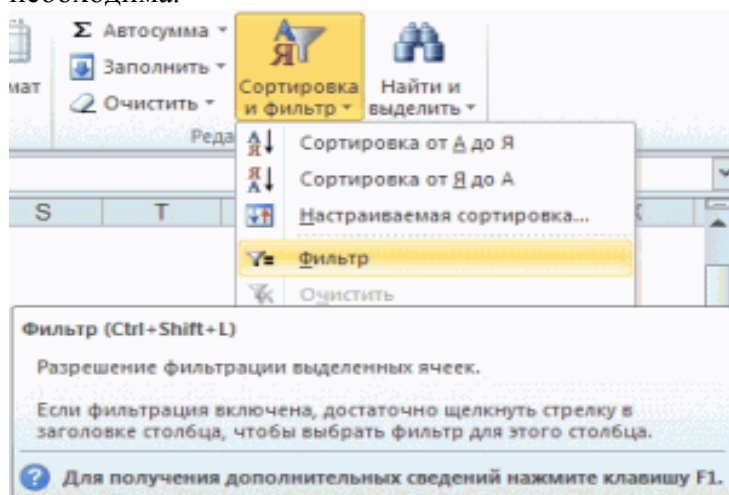 необходима.
Σ Автосумма
Заполнить
мат
Сортировка
и фильтр
Найти и
выделить
Очистить
Реда
Сортировка от А до Я
Сортировка от Я до А
S T
Настраиваемая сортировка...
Фильтр
Очистить
Фильтр (Ctrl+Shift+L)
Разрешение фильтрации выделенных ячеек.
Если фильтрация включена, достаточно щелкнуть стрелку в
заголовке столбца, чтобы выбрать фильтр для этого столбца.
Для получения дополнительных сведений нажмите клавишу F1.